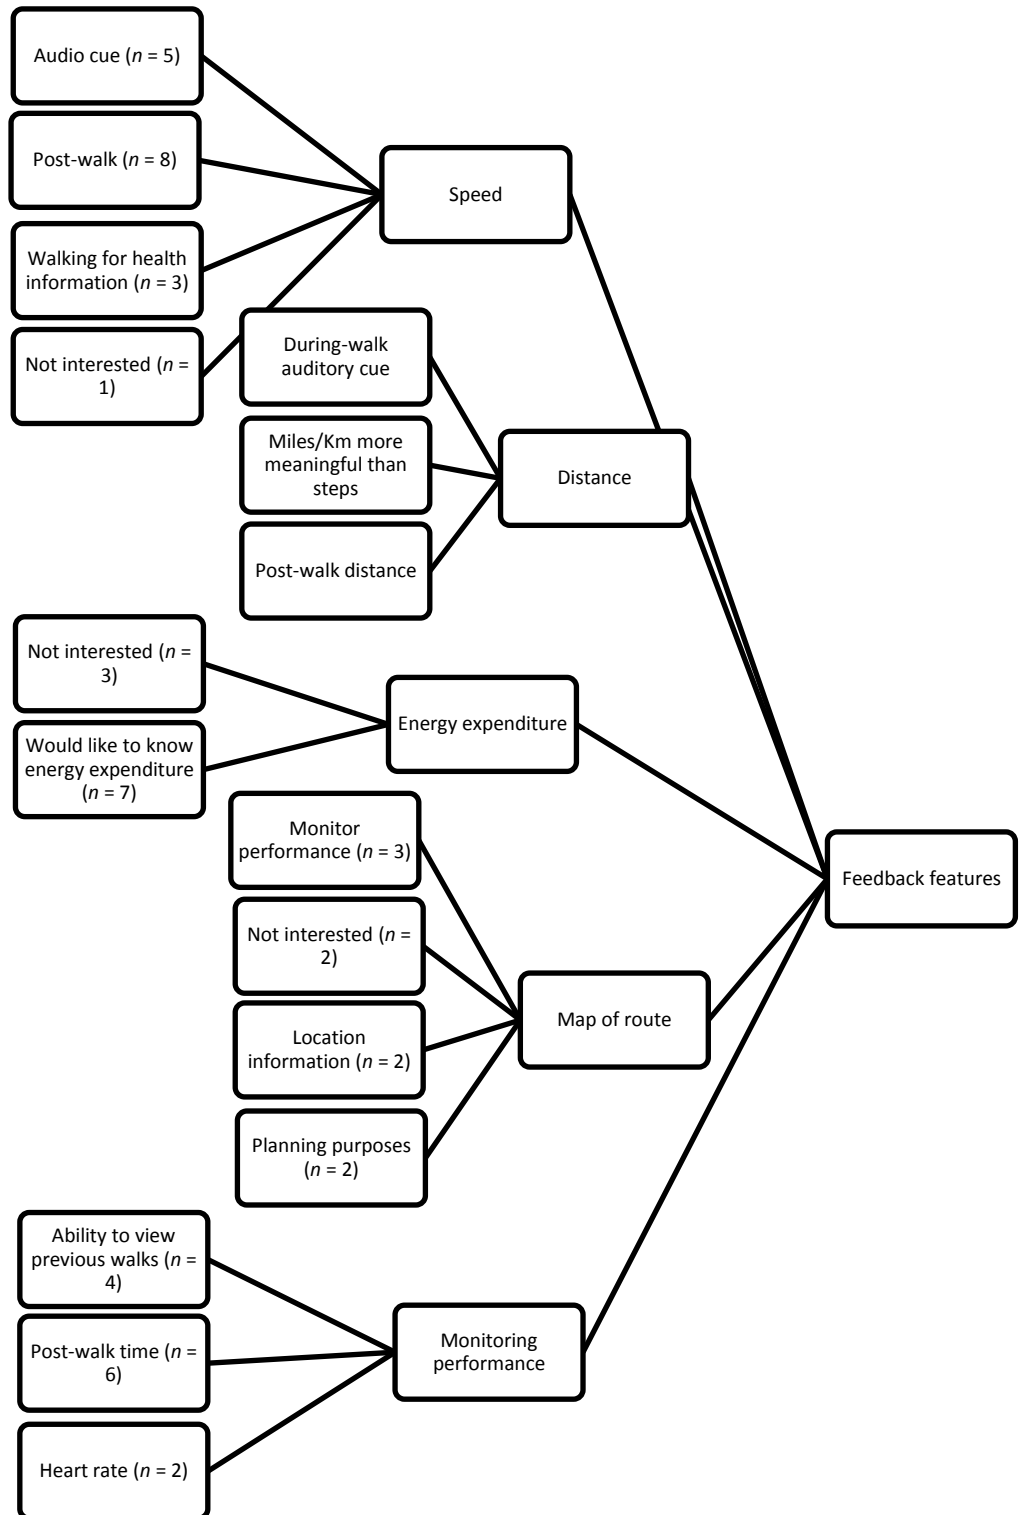 Audio cue (n = 5)
Post-walk (n = 8)
Walking for health
information (n = 3)
Not interested (n =
1)
Speed
During-walk
auditory cue
Miles/Km more
meaningful than
steps
Post-walk distance
Distance
Not interested (n =
3)
Would like to know
energy expenditure
(n = 7)
Energy expenditure
Monitor
performance (n = 3)
Not interested (n =
2)
Location
information (n = 2)
Planning purposes
(n = 2)
Map of route
Feedback features
Ability to view
previous walks (n =
4)
Post-walk time (n =
6)
Heart rate (n = 2)
Monitoring
performance